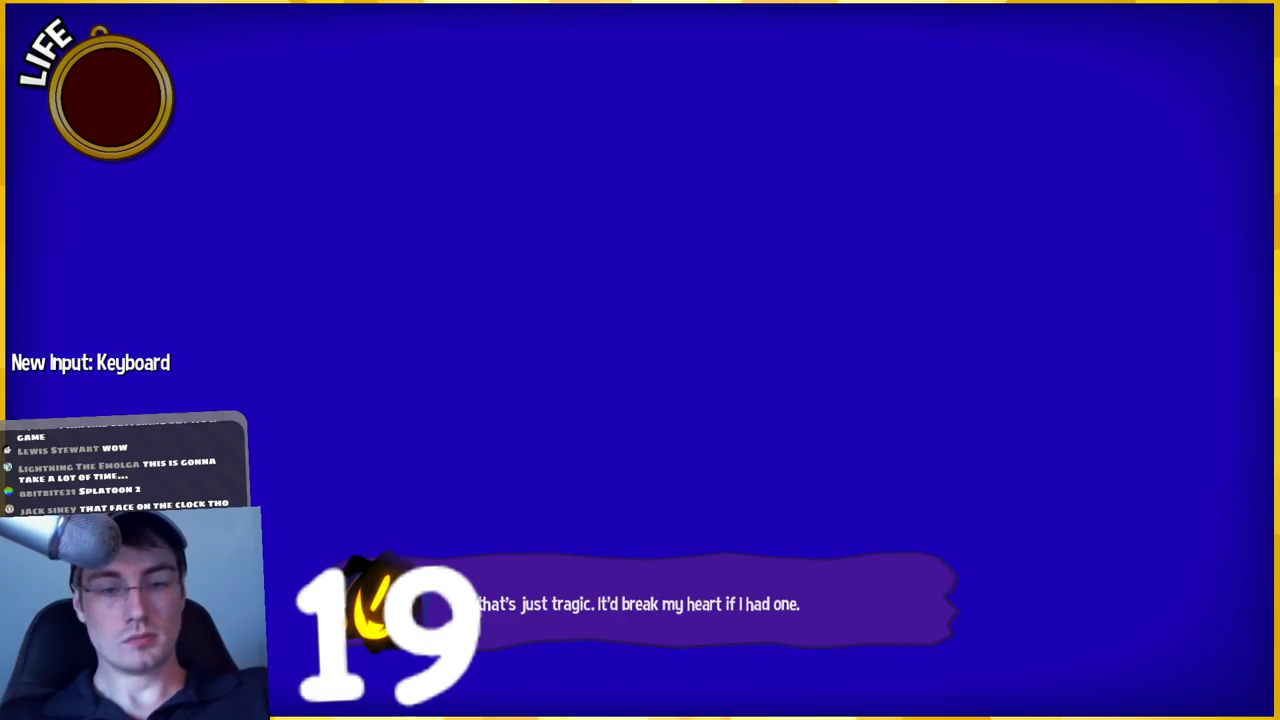 LIFE
New Input: Keyboard
GAME
LEWIS STEWART WOW
LIGHTNING THE EMOLGA THIS IS GONNA
TAKE A LOT OF TIME...
8BITBITE21 SPLATOON 2
JACK SINEY THAT FACE ON THE CLOCK THO
that's just tragic. It'd break my heart if I had one.
19